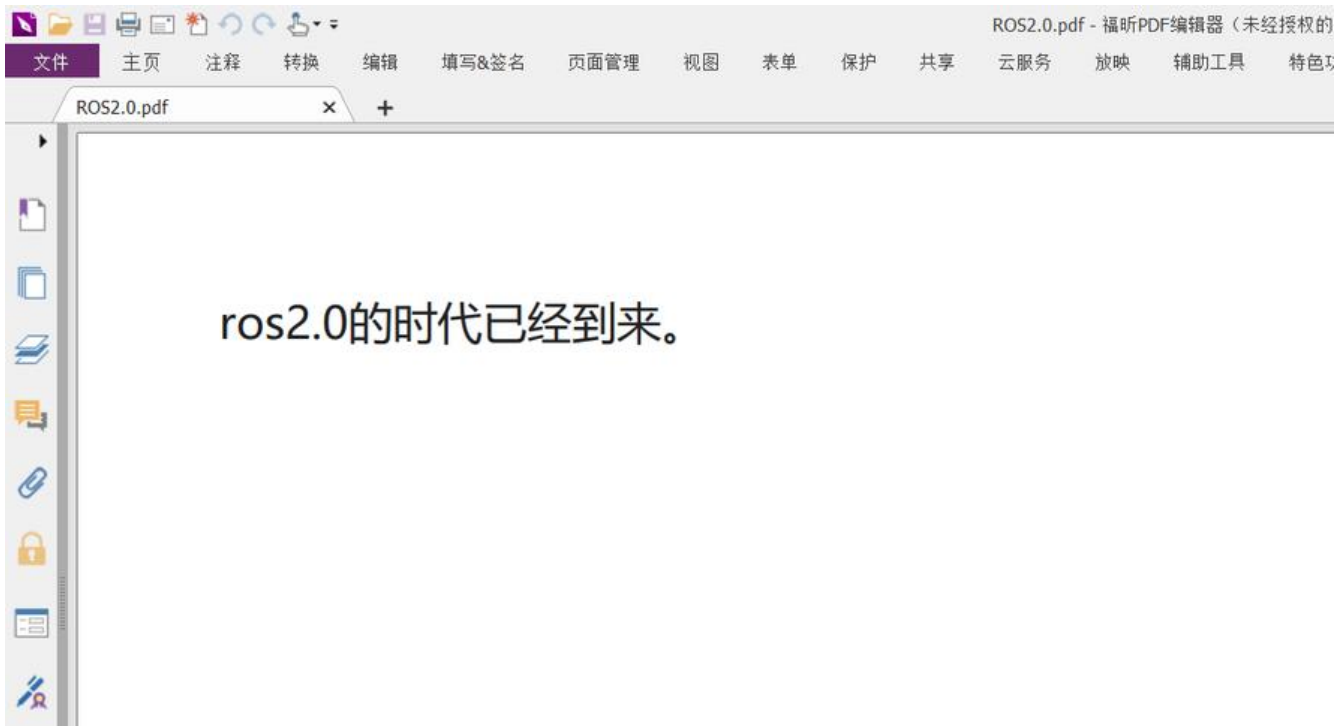 ROS2.0.pdf - 福昕PDF编辑器（未经授权的
文件 主页 注释 转换 编辑 填写&签名 页面管理 视图 表单 保护 共享 云服务 放映 辅助工具 特色
ROS2.0.pdf
ros2.0的时代已经到来。